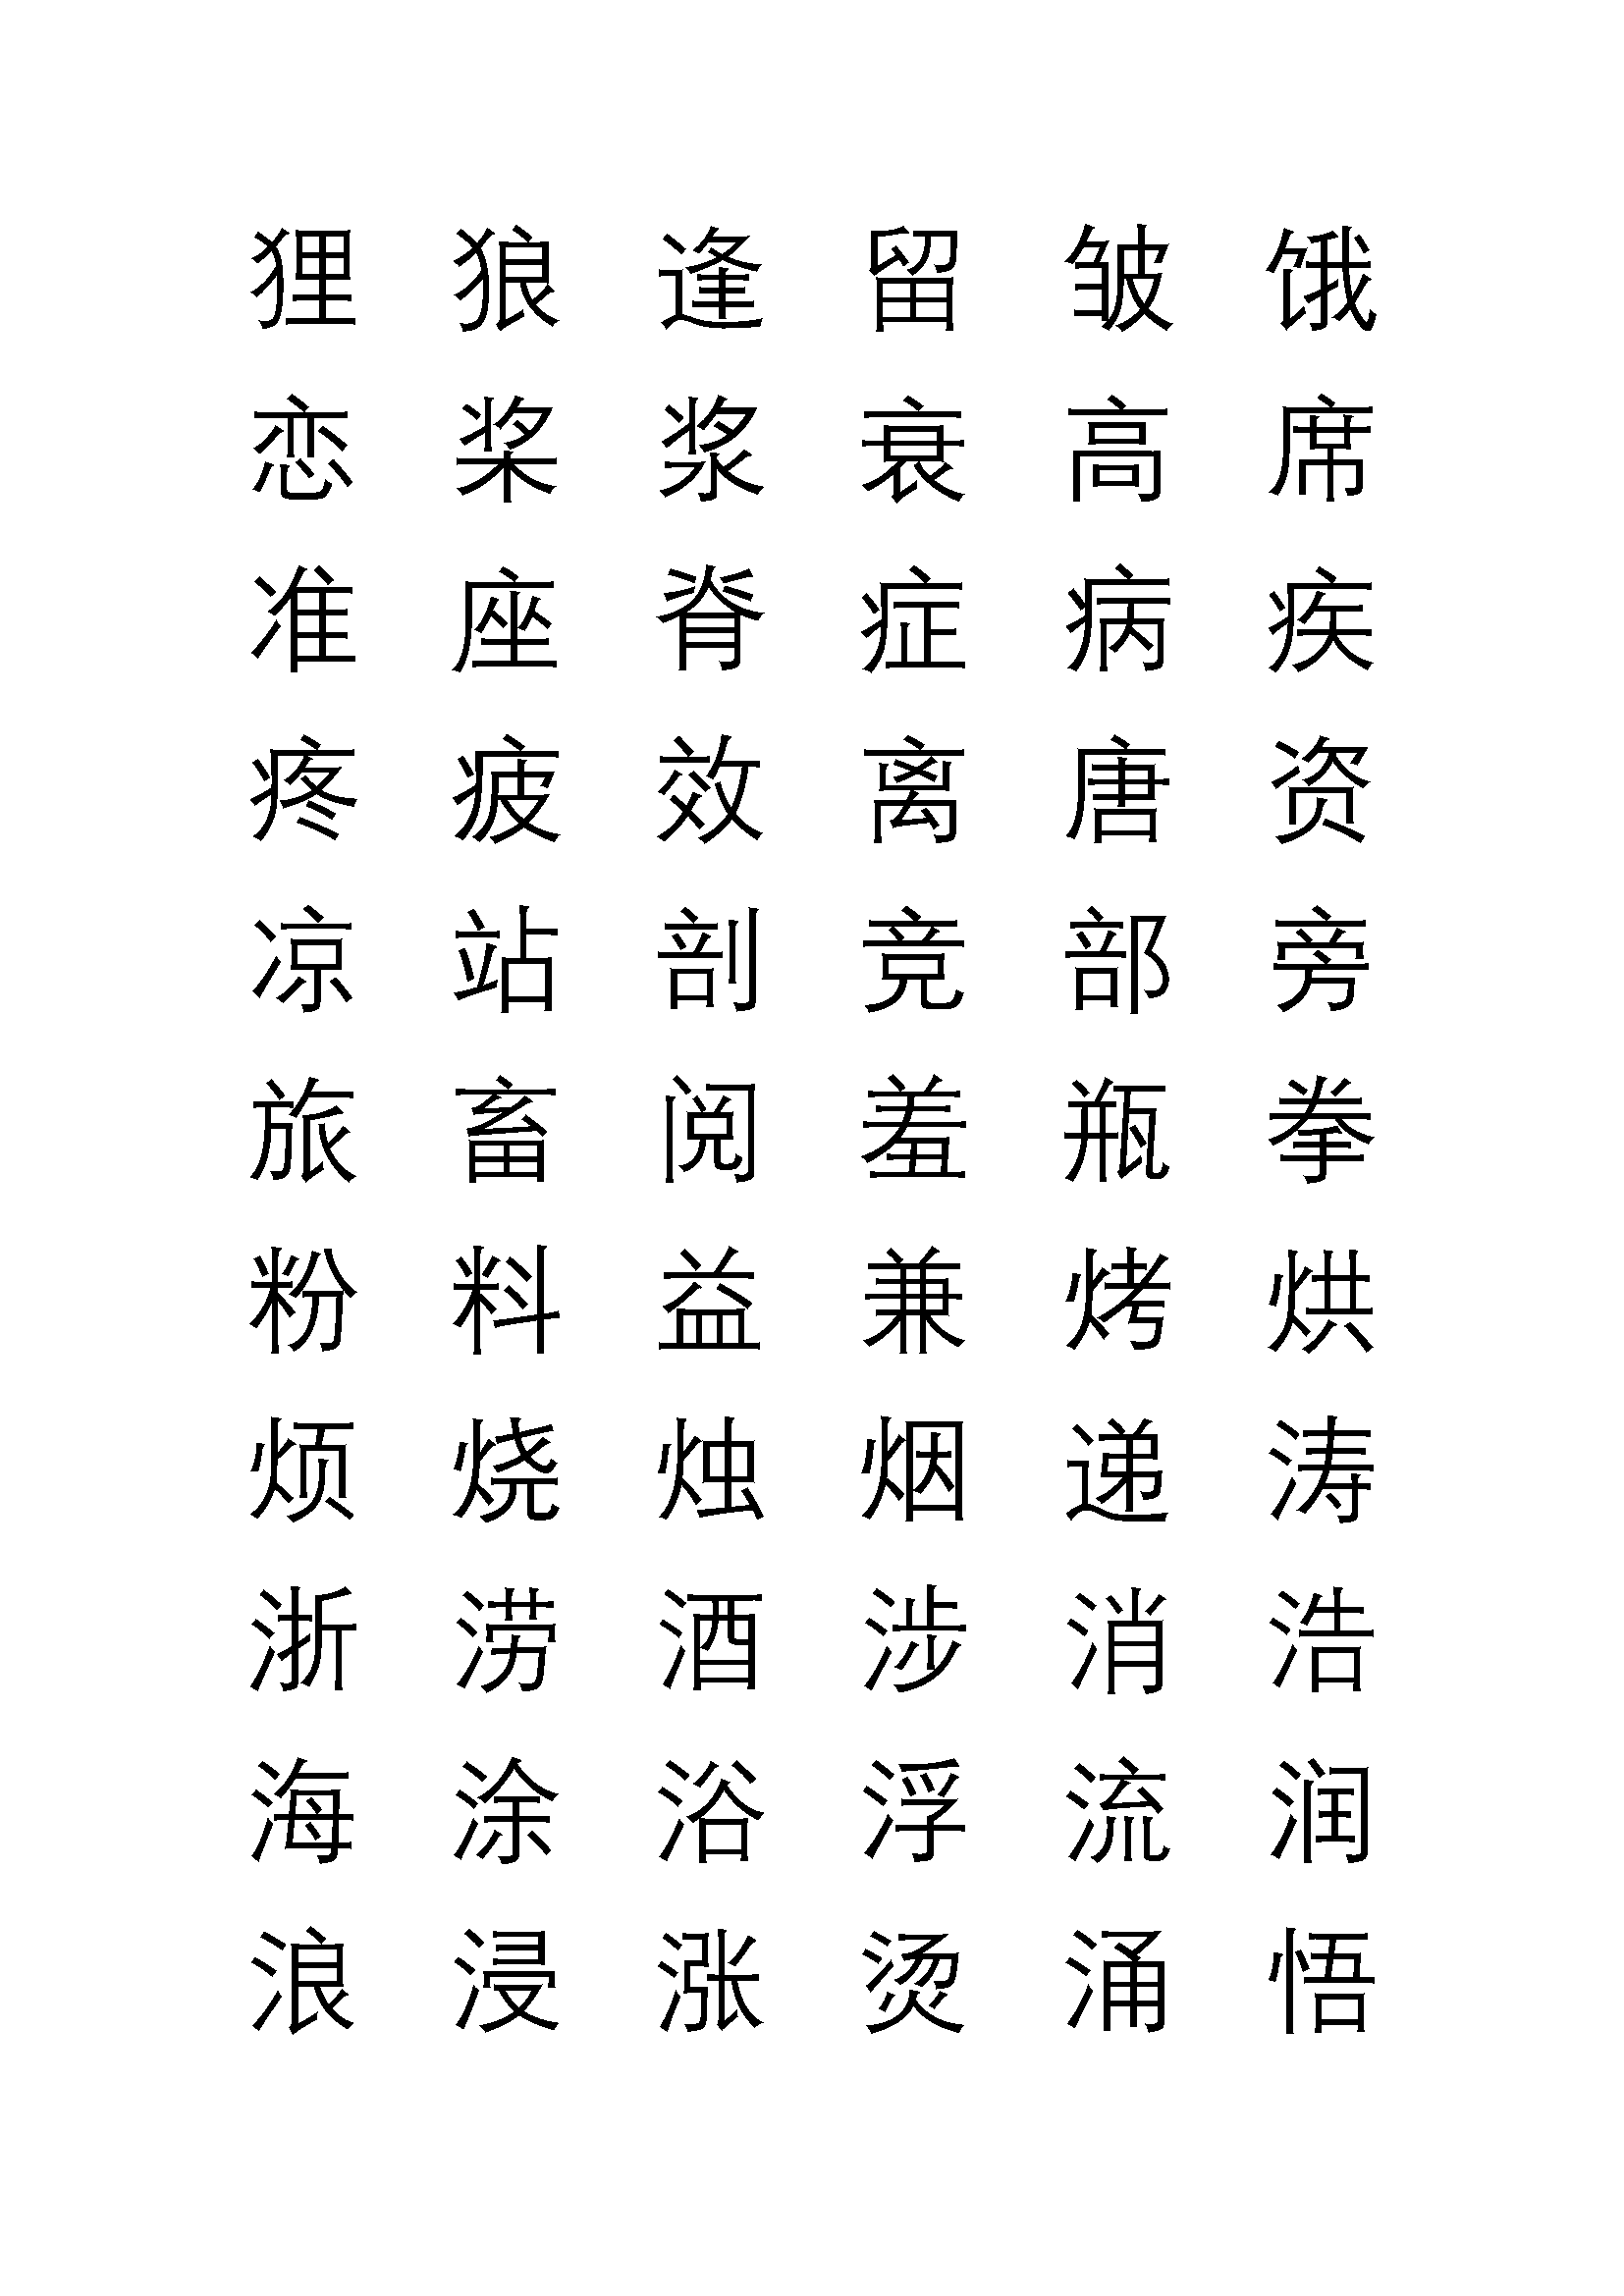 狸 狼 逢 留 皱 饿
恋 桨 浆 衰 高 席
准 座 脊 症 病 疾
疼 疲 效 离 唐 资
凉 站 剖 竞 部 旁
旅 畜 阅 羞 瓶 拳
粉 料 益 兼 烤 烘
烦 烧 烛 烟 递 涛
浙 涝 酒 涉 消 浩
海 涂 浴 浮 流 润
浪 浸 涨 烫 涌 悟